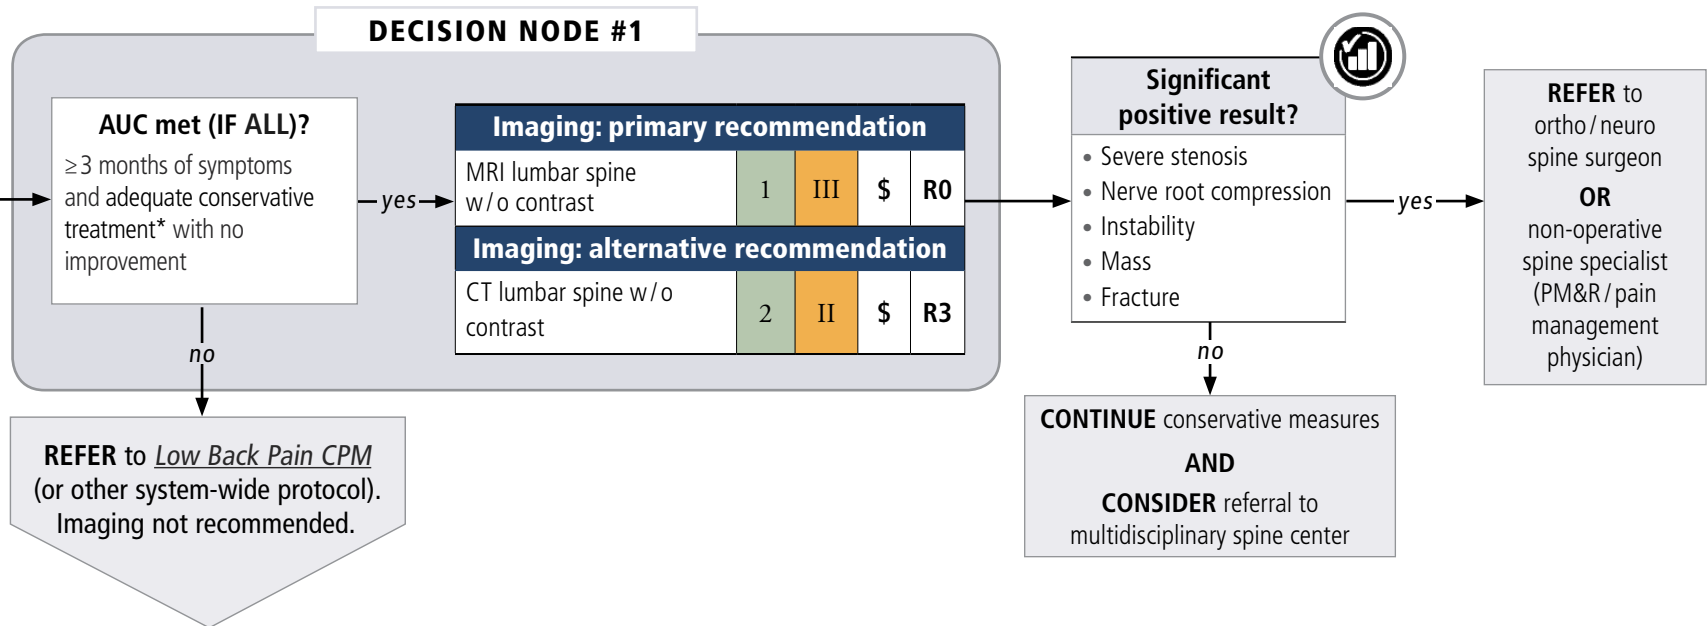 DECISION NODE #1
AUC met (IF ALL)?
≥3 months of symptoms
and adequate conservative
treatment* with no
improvement
yes
no
Imaging: primary recommendation
MRI lumbar spine
w/o contrast
1
III
$
R0
Imaging: alternative recommendation
CT lumbar spine w/o
contrast
2
II
$
R3
REFER to Low Back Pain CPM
(or other system-wide protocol).
Imaging not recommended.
Significant
positive result?
• Severe stenosis
• Nerve root compression
• Instability
• Mass
• Fracture
yes
no
REFER to
ortho/neuro
spine surgeon
OR
non-operative
spine specialist
(PM&R/pain
management
physician)
CONTINUE conservative measures
AND
CONSIDER referral to
multidisciplinary spine center